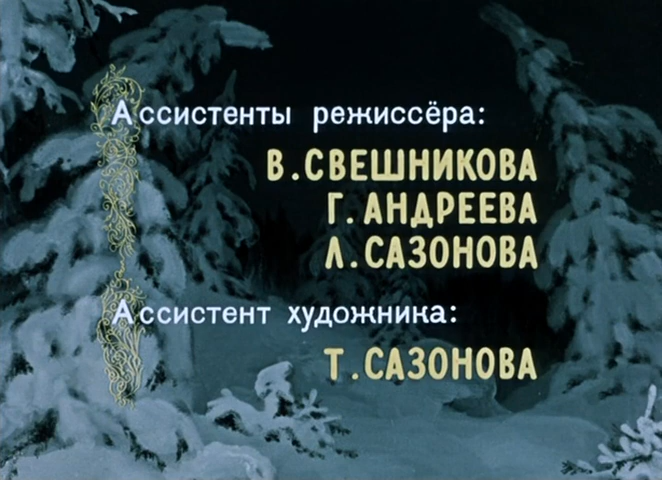 Ассистенты режиссёра:
В.СВЕШНИКОВА
Г.АНДРЕЕВА
Л.САЗОНОВА
Ассистент художника:
Т.САЗОНОВА